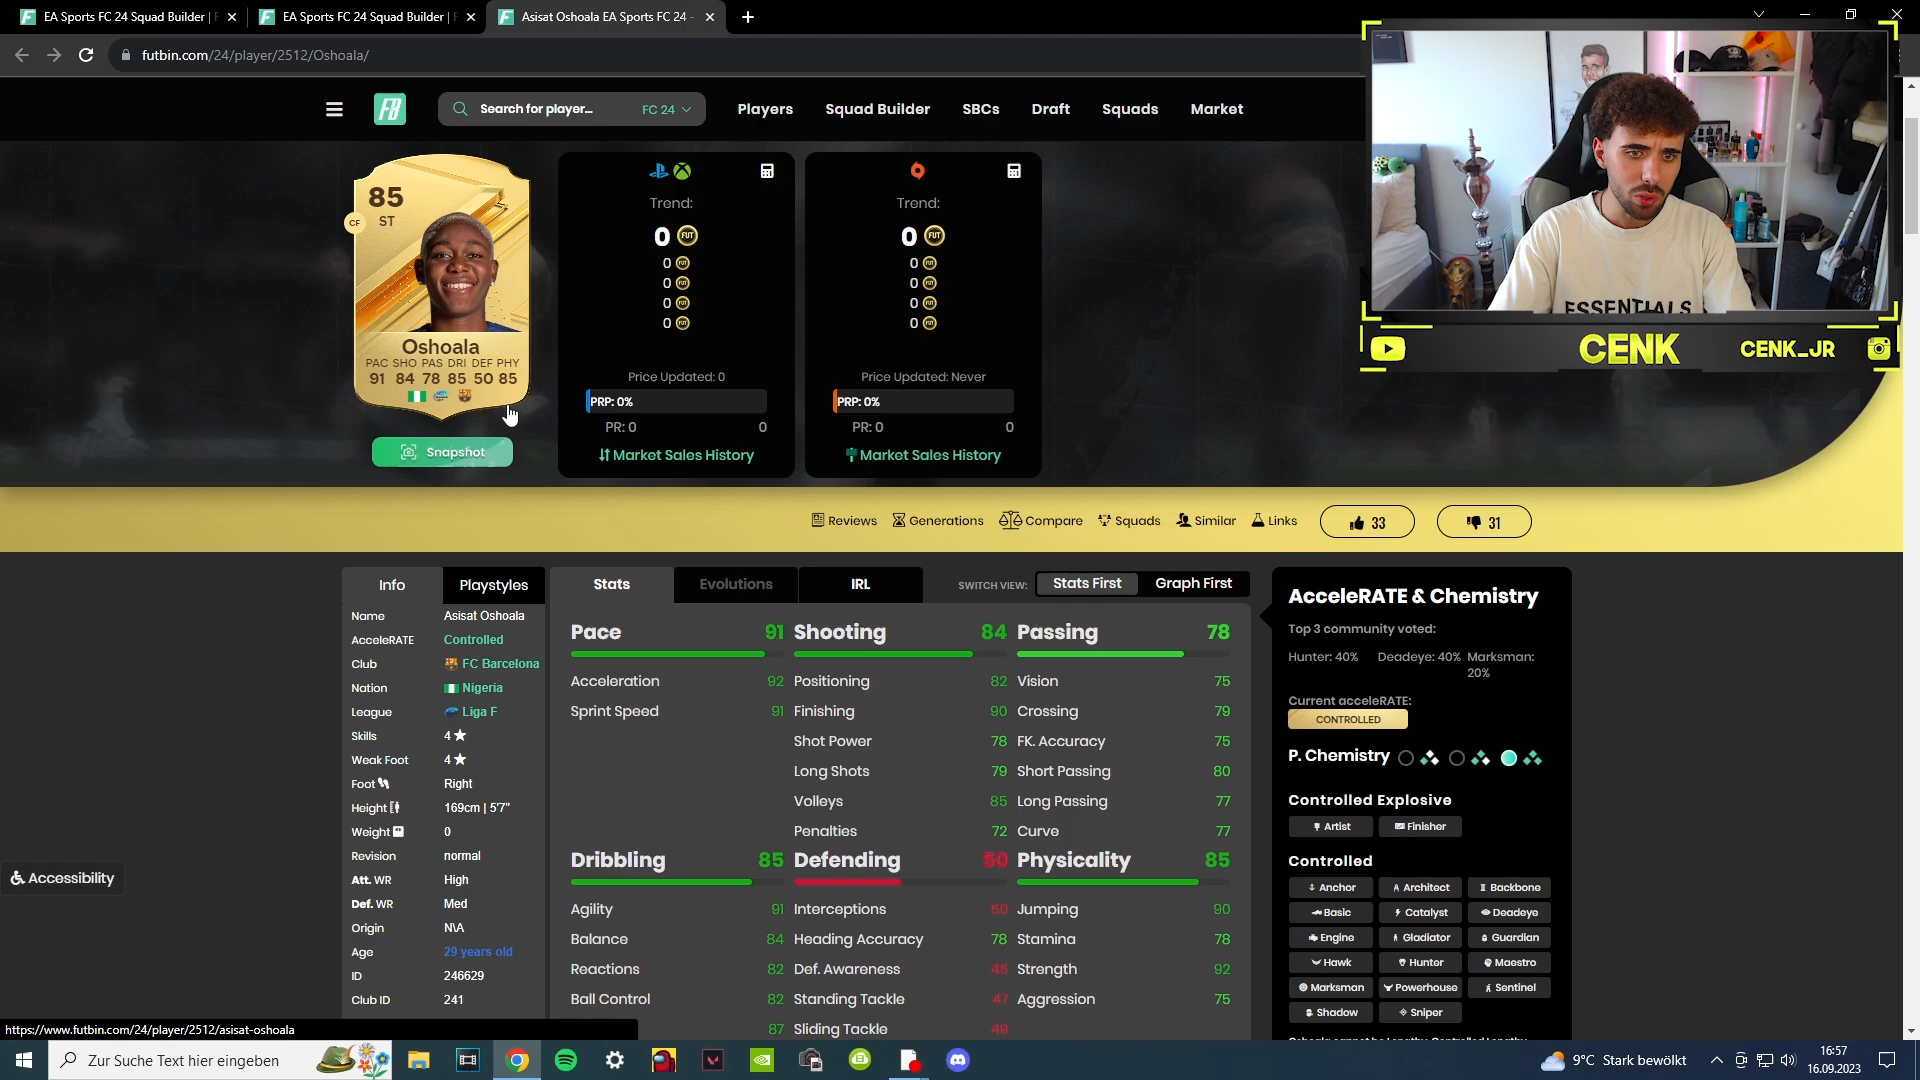 EA Sports FC 24 Squad Builder | F
EA Sports FC 24 Squad Builder | F
Asisat Oshoala EA Sports FC 24 -
futbin.com/24/player/2512/Oshoala/
FB
Search for player...
FC 24
Players
Squad Builder
SBCs
Draft
Squads
Market
85
ST
CF
Oshoala
PAC SHO PAS DRI DEF PHY
91 84 78 85 50 85
Snapshot
Trend:
0 FUT
0
0
0
0
Price Updated: 0
PRP: 0%
PR: 0 0
Market Sales History
Trend:
0 FUT
0
0
0
0
Price Updated: Never
PRP: 0%
PR: 0 0
Market Sales History
ESSENTIALS
CENK
CENK_JR
Reviews
Generations
Compare
Squads
Similar
Links
33
31
Info
Playstyles
Name Asisat Oshoala
AcceleRATE Controlled
Club FC Barcelona
Nation Nigeria
League Liga F
Skills 4
Weak Foot 4
Foot Right
Height 169cm | 5'7"
Weight 0
Revision normal
Att. WR High
Def. WR Med
Origin N\A
Age 29 years old
ID 246629
Club ID 241
Stats
Evolutions
IRL
SWITCH VIEW:
Stats First
Graph First
Pace 91
Acceleration 92
Sprint Speed 91
Shooting 84
Positioning 82
Finishing 90
Shot Power 78
Long Shots 79
Volleys 85
Penalties 72
Passing 78
Vision 75
Crossing 79
FK. Accuracy 75
Short Passing 80
Long Passing 77
Curve 77
Dribbling 85
Agility 91
Balance 84
Reactions 82
Ball Control 82
87
Defending 50
Interceptions 50
Heading Accuracy 78
Def. Awareness 45
Standing Tackle 47
Sliding Tackle 49
Physicality 85
Jumping 90
Stamina 78
Strength 92
Aggression 75
AcceleRATE & Chemistry
Top 3 community voted:
Hunter: 40% Deadeye: 40% Marksman:
20%
Current acceleRATE:
CONTROLLED
P. Chemistry
Controlled Explosive
Artist
Finisher
Controlled
Anchor
Architect
Backbone
Basic
Catalyst
Deadeye
Engine
Gladiator
Guardian
Hawk
Hunter
Maestro
Marksman
Powerhouse
Sentinel
Shadow
Sniper
Accessibility
https://www.futbin.com/24/player/2512/asisat-oshoala
Zur Suche Text hier eingeben
9°C Stark bewölkt
16:57
16.09.2023